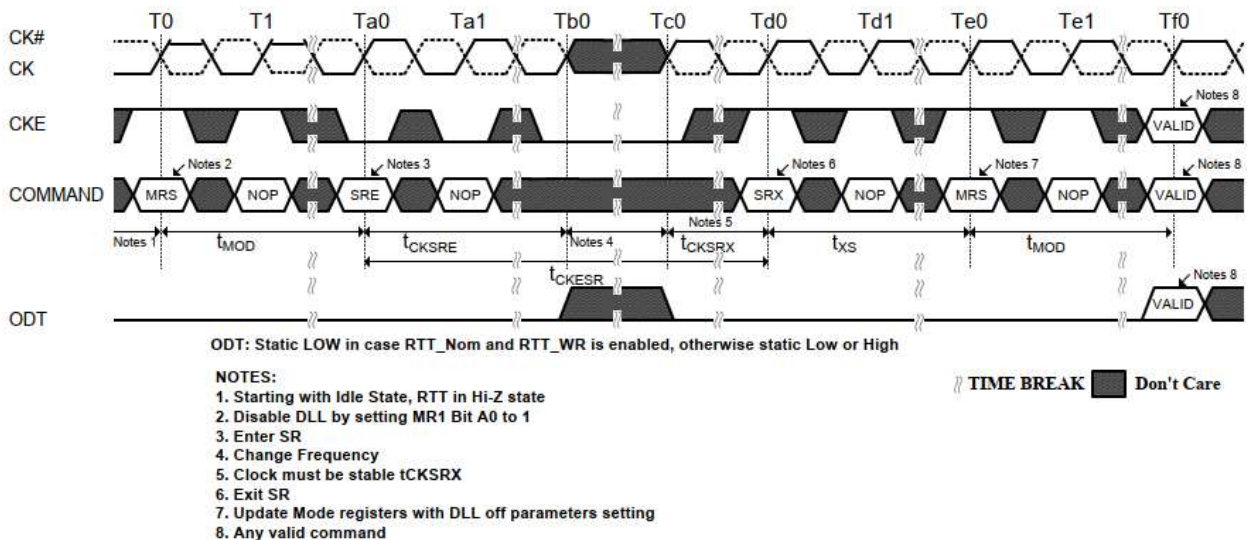 T0 T1 Ta0 Ta1 Tb0 Tc0 Td0 Td1 Te0 Te1 Tf0
CK#
CK
Notes 8
CKE
VALID
Notes 2 Notes 3 Notes 6 Notes 7 Notes 8
COMMAND MRS NOP SRE NOP SRX NOP MRS NOP VALID
Notes 1 tMOD tCKSRE Notes 4 Notes 5 tCKSRX tXS tMOD
tCKESR
Notes 8
ODT
VALID
ODT: Static LOW in case RTT_Nom and RTT_WR is enabled, otherwise static Low or High
NOTES:
1. Starting with Idle State, RTT in Hi-Z state
2. Disable DLL by setting MR1 Bit A0 to 1
3. Enter SR
4. Change Frequency
5. Clock must be stable tCKSRX
6. Exit SR
7. Update Mode registers with DLL off parameters setting
8. Any valid command
TIME BREAK Don't Care